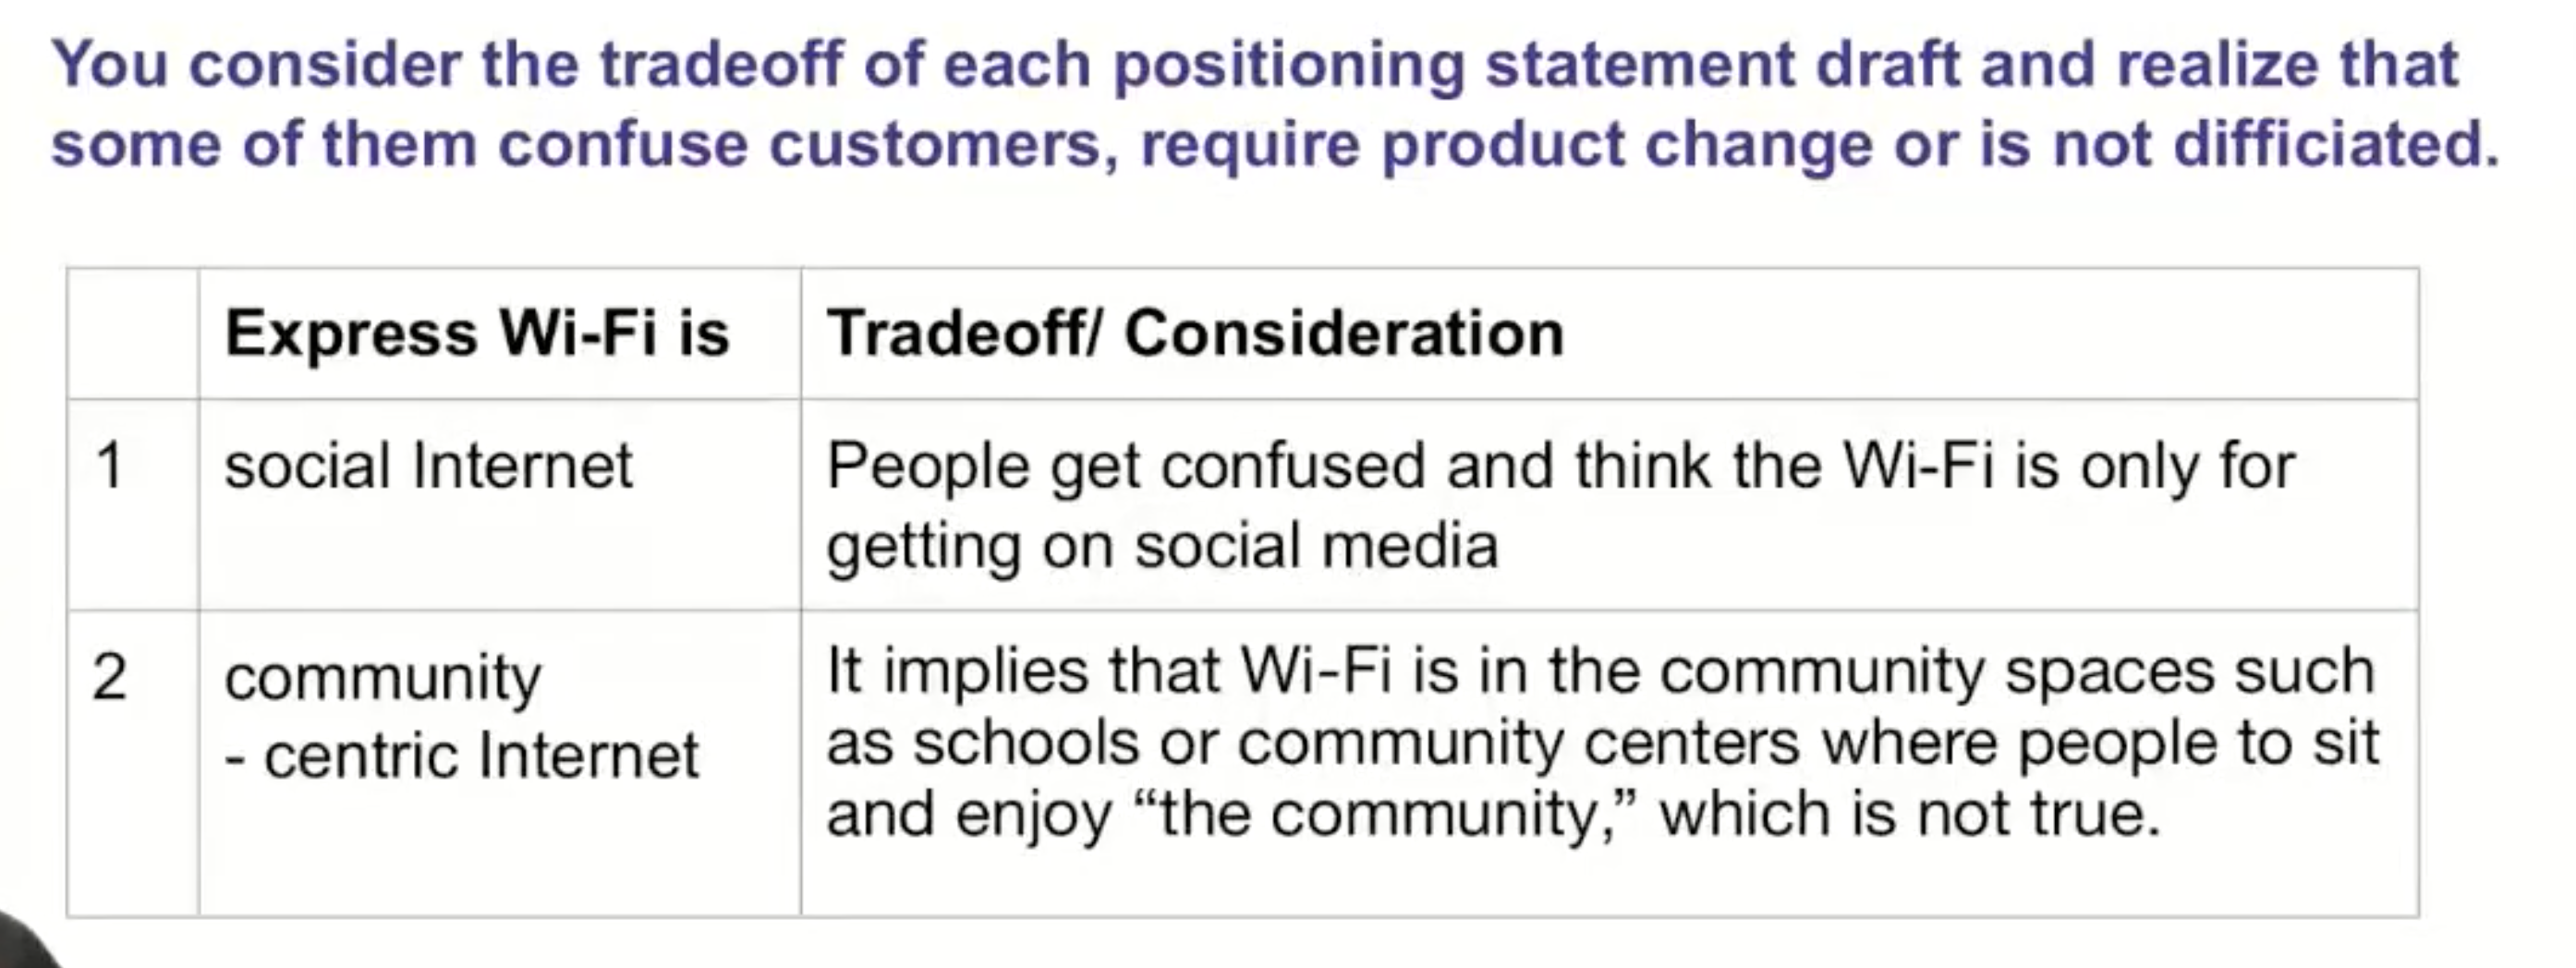 You consider the tradeoff of each positioning statement draft and realize that
some of them confuse customers, require product change or is not difficiated.
Express Wi-Fi is
Tradeoff/ Consideration
1
social Internet
People get confused and think the Wi-Fi is only for
getting on social media
2
community
- centric Internet
It implies that Wi-Fi is in the community spaces such
as schools or community centers where people to sit
and enjoy “the community,” which is not true.